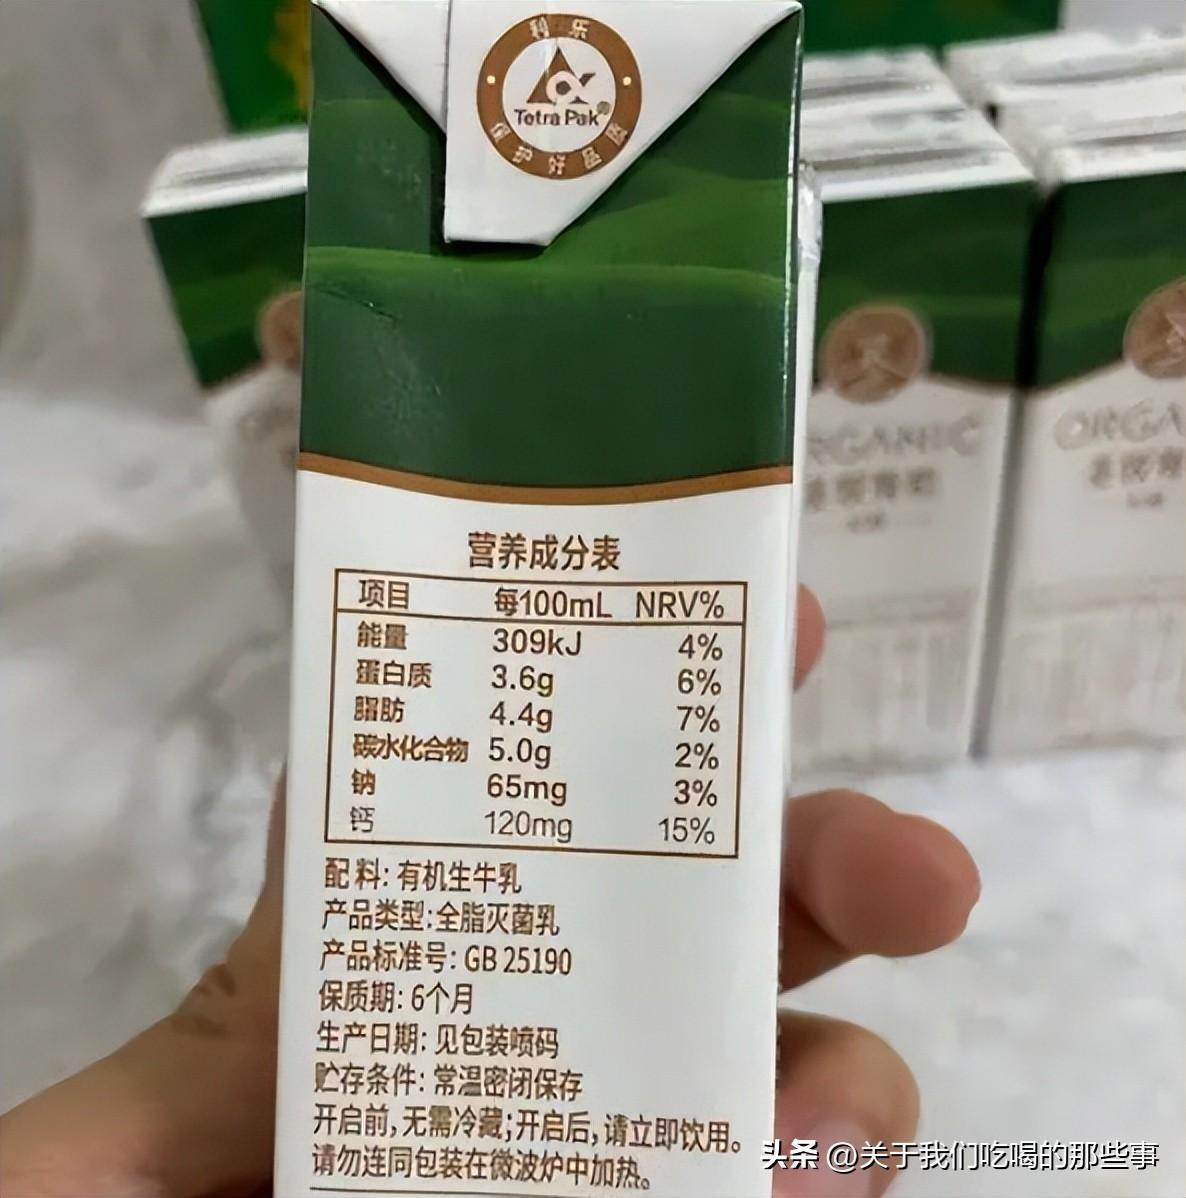 利乐
Tetra Pak®
保护好品质
营养成分表
项目 每100mL NRV%
能量 309kJ 4%
蛋白质 3.6g 6%
脂肪 4.4g 7%
碳水化合物 5.0g 2%
钠 65mg 3%
钙 120mg 15%
配料: 有机生牛乳
产品类型:全脂灭菌乳
产品标准号: GB 25190
保质期: 6个月
生产日期: 见包装喷码
贮存条件: 常温密闭保存
开启前,无需冷藏;开启后,请立即饮用。
请勿连同包装在微波炉中加热。
RGANIC
ORGA
头条 @关于我们吃喝的那些事